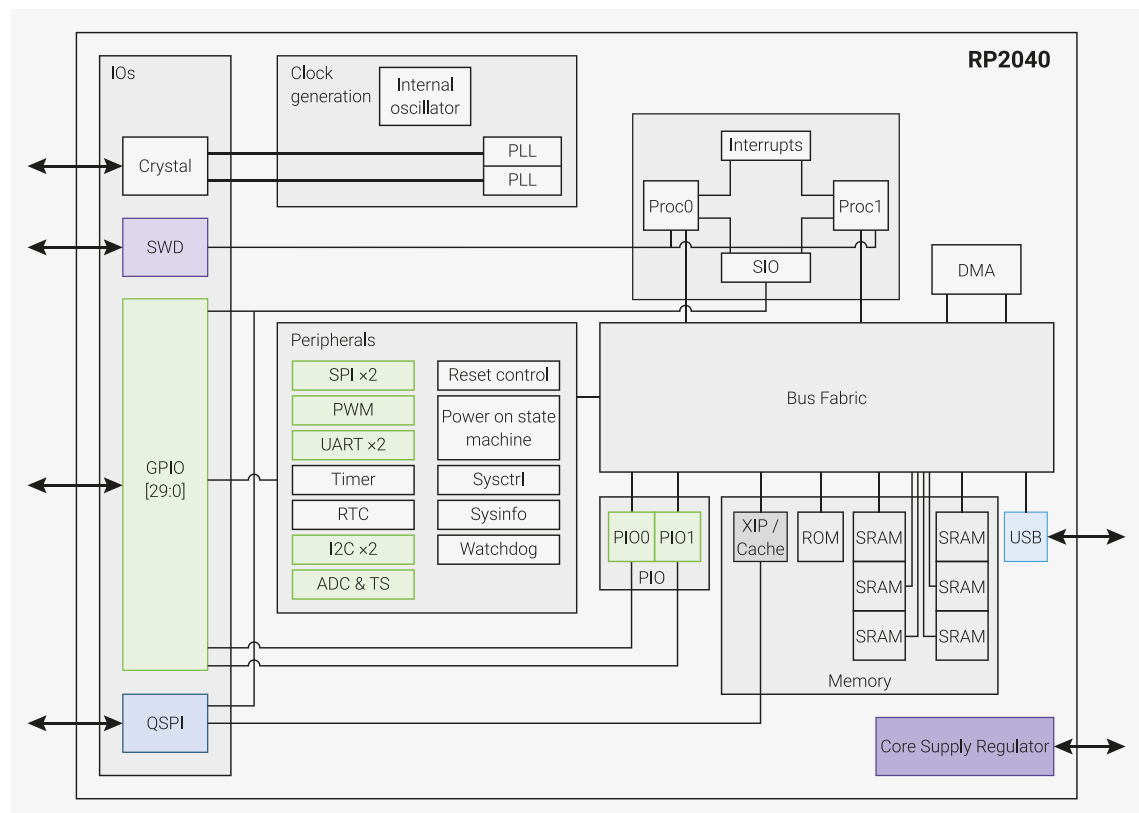 RP2040
IOs
Clock
generation
Internal
oscillator
Crystal
PLL
PLL
Interrupts
Proc0
Proc1
SWD
SIO
DMA
Peripherals
SPI ×2
PWM
UART ×2
Timer
RTC
I2C ×2
ADC & TS
Reset control
Power on state
machine
Sysctrl
Sysinfo
Watchdog
Bus Fabric
GPIO
[29:0]
PIO0
PIO1
PIO
XIP /
Cache
ROM
SRAM
SRAM
SRAM
SRAM
SRAM
SRAM
Memory
USB
QSPI
Core Supply Regulator